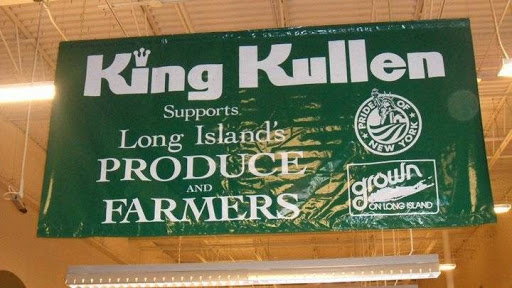 King Kullen
Supports
Long Island's
PRODUCE
AND
FARMERS
PRIDE OF
NEW YORK
grown
ON LONG ISLAND